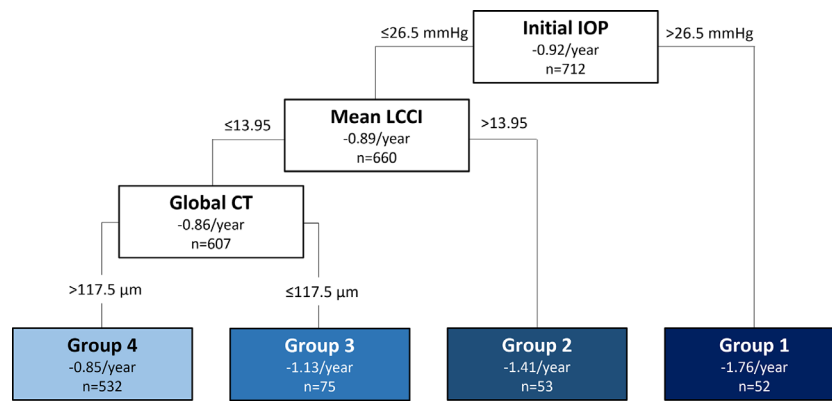 Initial IOP
-0.92/year
n=712
≤26.5 mmHg
>26.5 mmHg
Mean LCCI
-0.89/year
n=660
≤13.95
>13.95
Global CT
-0.86/year
n=607
>117.5 µm
≤117.5 µm
Group 4
-0.85/year
n=532
Group 3
-1.13/year
n=75
Group 2
-1.41/year
n=53
Group 1
-1.76/year
n=52